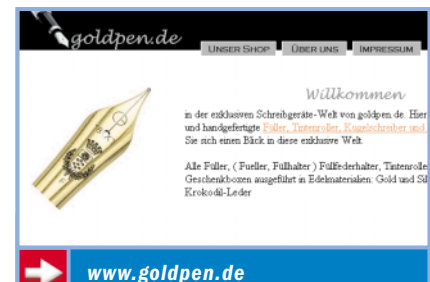 goldpen.de
UNSER SHOP ÜBER UNS IMPRESSUM
Willkommen
in der exklusiven Schreibgeräte-Welt von goldpen.de. Hier
und handgefertigte Füller, Tintenroller, Kugelschreiber und
Sie sich einen Blick in diese exklusive Welt.
Alle Füller, ( Fueller, Füllhalter ) Füllfederhalter, Tintenrolle
Geschenkboxen ausgeführt in Edelmaterialien: Gold und Sil
Krokodil-Leder
www.goldpen.de